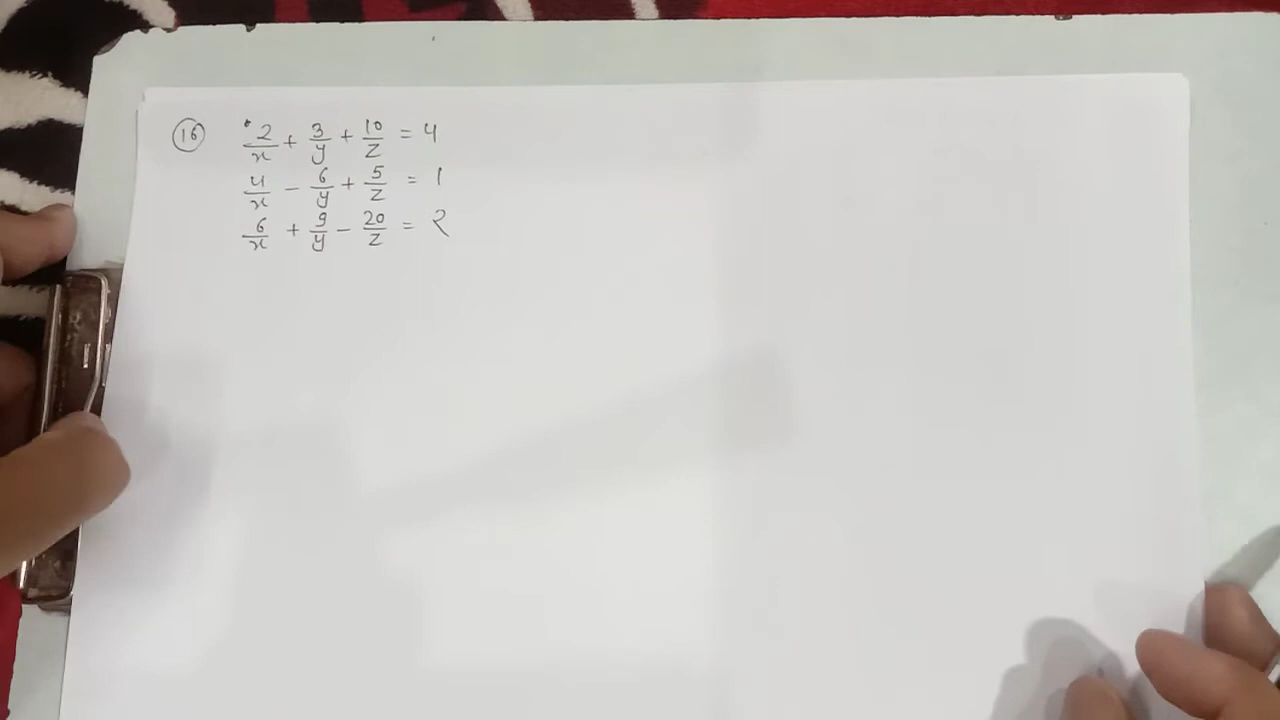 (16) 2/x + 3/y + 10/z = 4
4/x - 6/y + 5/z = 1
6/x + 9/y - 20/z = 2